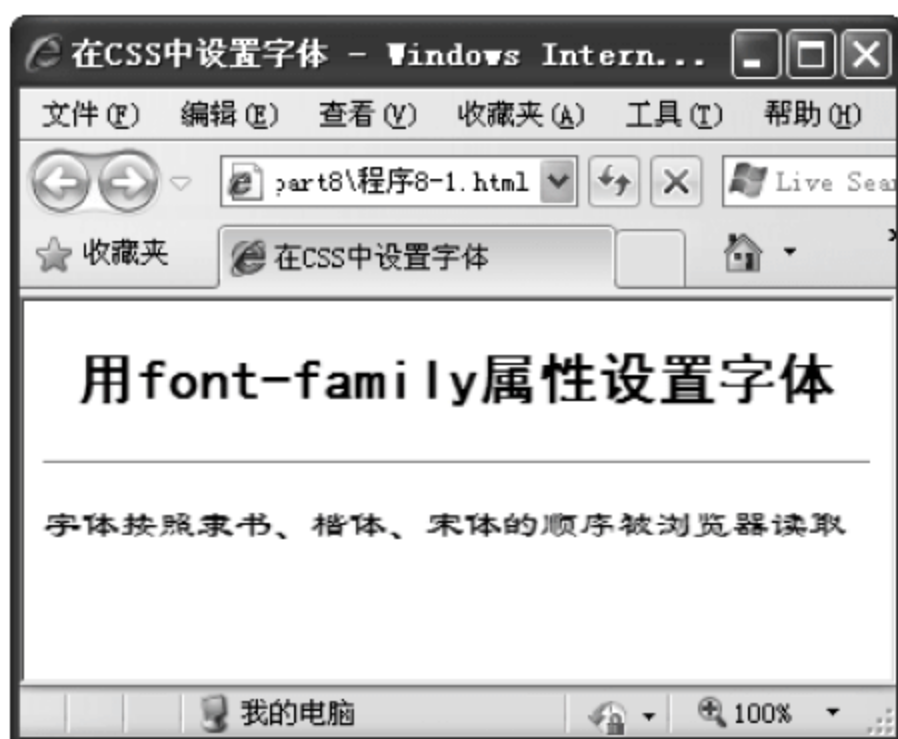 在CSS中设置字体 - Windows Intern...
文件(F) 编辑(E) 查看(V) 收藏夹(A) 工具(T) 帮助(H)
part8\程序8-1.html Live Sear
收藏夹 在CSS中设置字体
用font-family属性设置字体
字体按照隶书、楷体、宋体的顺序被浏览器读取
我的电脑 100%